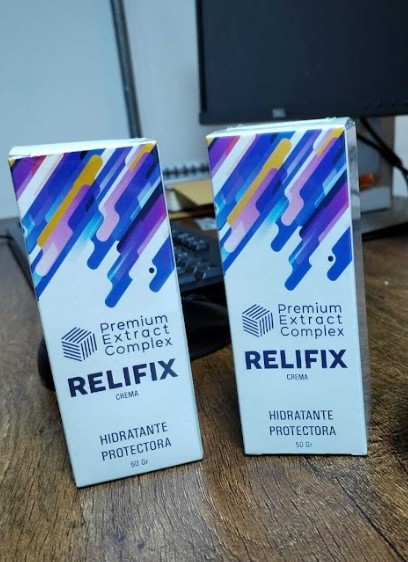 Premium
Extract
Complex
RELIFIX
CREMA
HIDRATANTE
PROTECTORA
50 Gr
Premium
Extract
Complex
RELIFIX
CREMA
HIDRATANTE
PROTECTORA
50 Gr